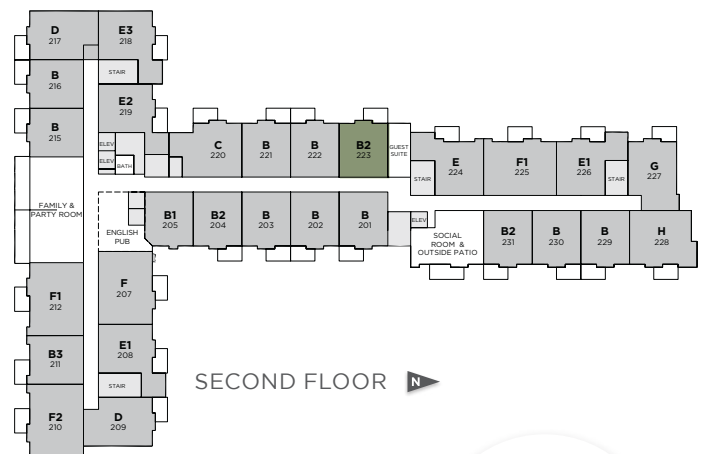 D
217
E3
218
STAIR
B
216
E2
219
B
215
ELEV
ELEV
BATH
C
220
B
221
B
222
B2
223
GUEST
SUITE
E
224
STAIR
F1
225
E1
226
STAIR
G
227
FAMILY &
PARTY ROOM
ENGLISH
PUB
B1
205
B2
204
B
203
B
202
B
201
ELEV
SOCIAL
ROOM &
OUTSIDE PATIO
B2
231
B
230
B
229
H
228
F1
212
F
207
B3
211
E1
208
STAIR
F2
210
D
209
SECOND FLOOR
N